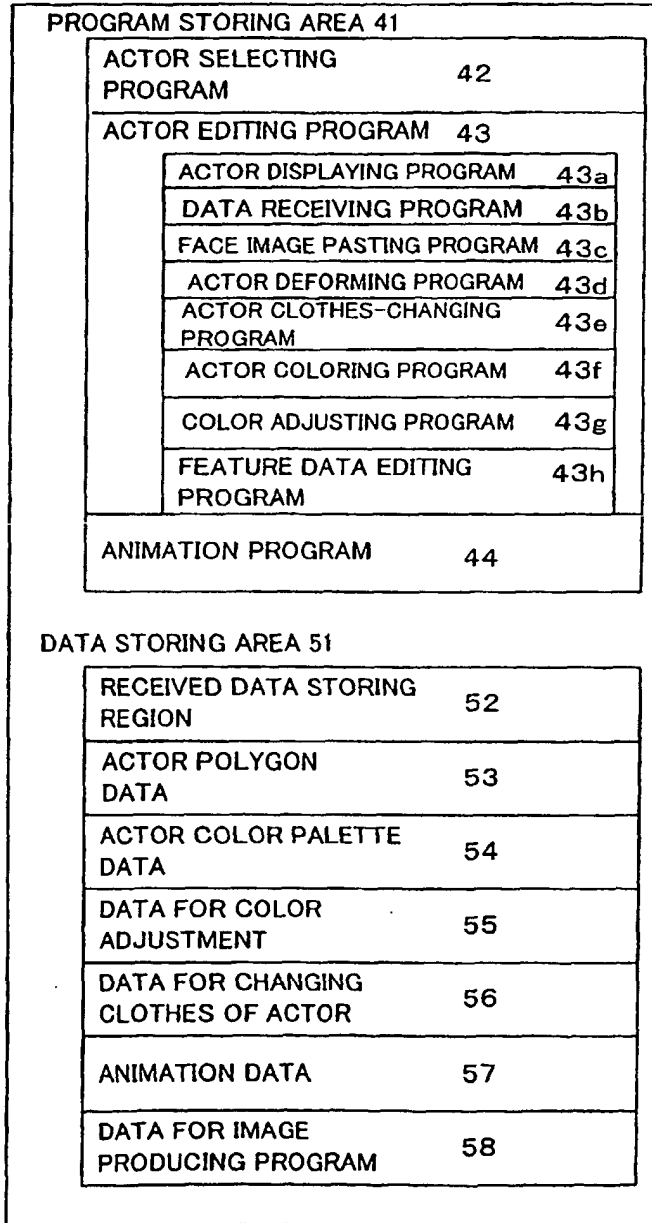 PROGRAM STORING AREA 41
ACTOR SELECTING
PROGRAM 42
ACTOR EDITING PROGRAM 43
ACTOR DISPLAYING PROGRAM 43a
DATA RECEIVING PROGRAM 43b
FACE IMAGE PASTING PROGRAM 43c
ACTOR DEFORMING PROGRAM 43d
ACTOR CLOTHES-CHANGING
PROGRAM 43e
ACTOR COLORING PROGRAM 43f
COLOR ADJUSTING PROGRAM 43g
FEATURE DATA EDITING
PROGRAM 43h
ANIMATION PROGRAM 44
DATA STORING AREA 51
RECEIVED DATA STORING
REGION 52
ACTOR POLYGON
DATA 53
ACTOR COLOR PALETTE
DATA 54
DATA FOR COLOR
ADJUSTMENT 55
DATA FOR CHANGING
CLOTHES OF ACTOR 56
ANIMATION DATA 57
DATA FOR IMAGE
PRODUCING PROGRAM 58